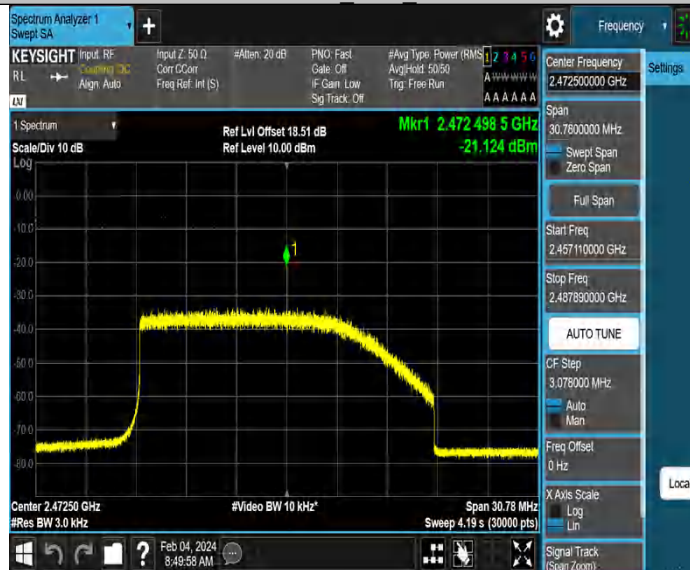 Spectrum Analyzer 1
Swept SA
+
Frequency
KEYSIGHT Input: RF
RL
Coupling: DC
Align: Auto
Input Z: 50 Ω
Corr CCorr
Freq Ref: Int (S)
#Atten: 20 dB
PNO: Fast
Gate: Off
IF Gain: Low
Sig Track: Off
#Avg Type: Power (RMS
Avg|Hold: 50/50
Trig: Free Run
1 2 3 4 5 6
A W W W W W
A A A A A A
LXI
1 Spectrum
Scale/Div 10 dB
Log
Ref Lvl Offset 18.51 dB
Ref Level 10.00 dBm
Mkr1 2.472 498 5 GHz
-21.124 dBm
0.00
-10.0
-20.0
-30.0
-40.0
-50.0
-60.0
-70.0
-80.0
1
Center 2.47250 GHz
#Res BW 3.0 kHz
#Video BW 10 kHz*
Span 30.78 MHz
Sweep 4.19 s (30000 pts)
?
Feb 04, 2024
8:49:58 AM
Center Frequency
2.472500000 GHz
Settings
Span
30.7800000 MHz
Swept Span
Zero Span
Full Span
Start Freq
2.457110000 GHz
Stop Freq
2.487890000 GHz
AUTO TUNE
CF Step
3.078000 MHz
Auto
Man
Freq Offset
0 Hz
X Axis Scale
Log
Lin
Signal Track
(Span Zoom)
Loca